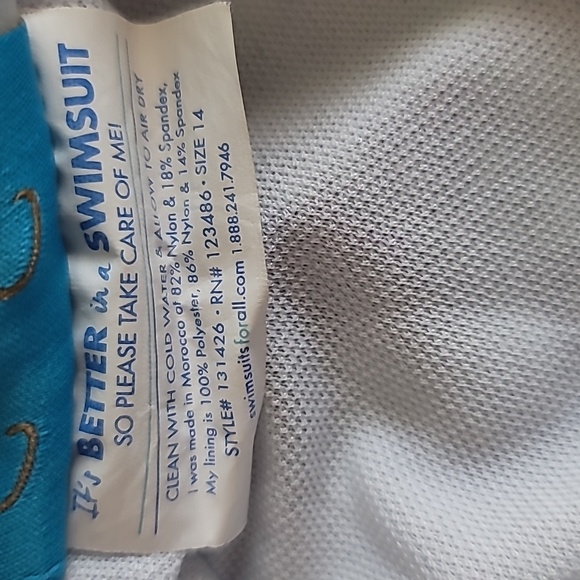 It's BETTER in a SWIMSUIT
SO PLEASE TAKE CARE OF ME!
CLEAN WITH COLD WATER & ALLOW TO AIR DRY
I was made in Morocco of 82% Nylon & 18% Spandex,
My lining is 100% Polyester, 86% Nylon & 14% Spandex
STYLE# 131426 • RN# 123486 • SIZE 14
swimsuitsforall.com 1.888.241.7946